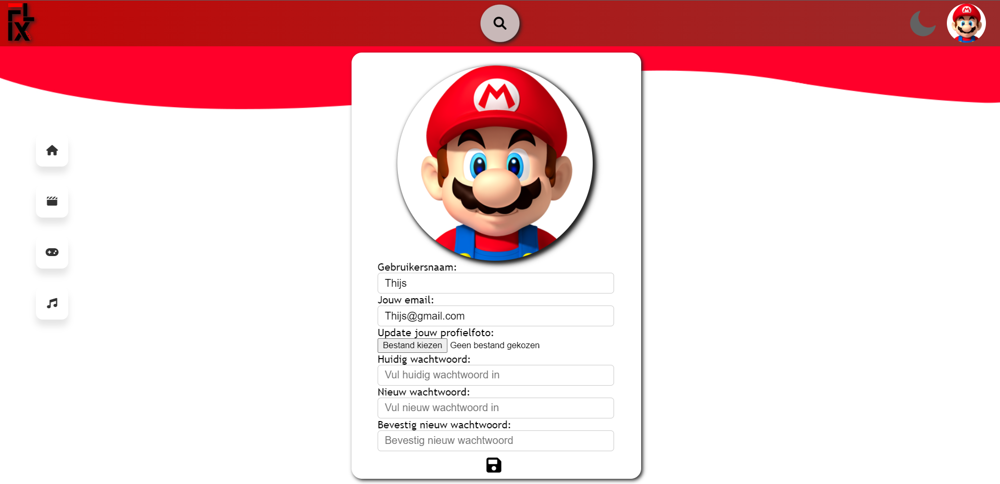 FLIX
M
M
Gebruikersnaam:
Thijs
Jouw email:
Thijs@gmail.com
Update jouw profielfoto:
Bestand kiezen Geen bestand gekozen
Huidig wachtwoord:
Vul huidig wachtwoord in
Nieuw wachtwoord:
Vul nieuw wachtwoord in
Bevestig nieuw wachtwoord:
Bevestig nieuw wachtwoord